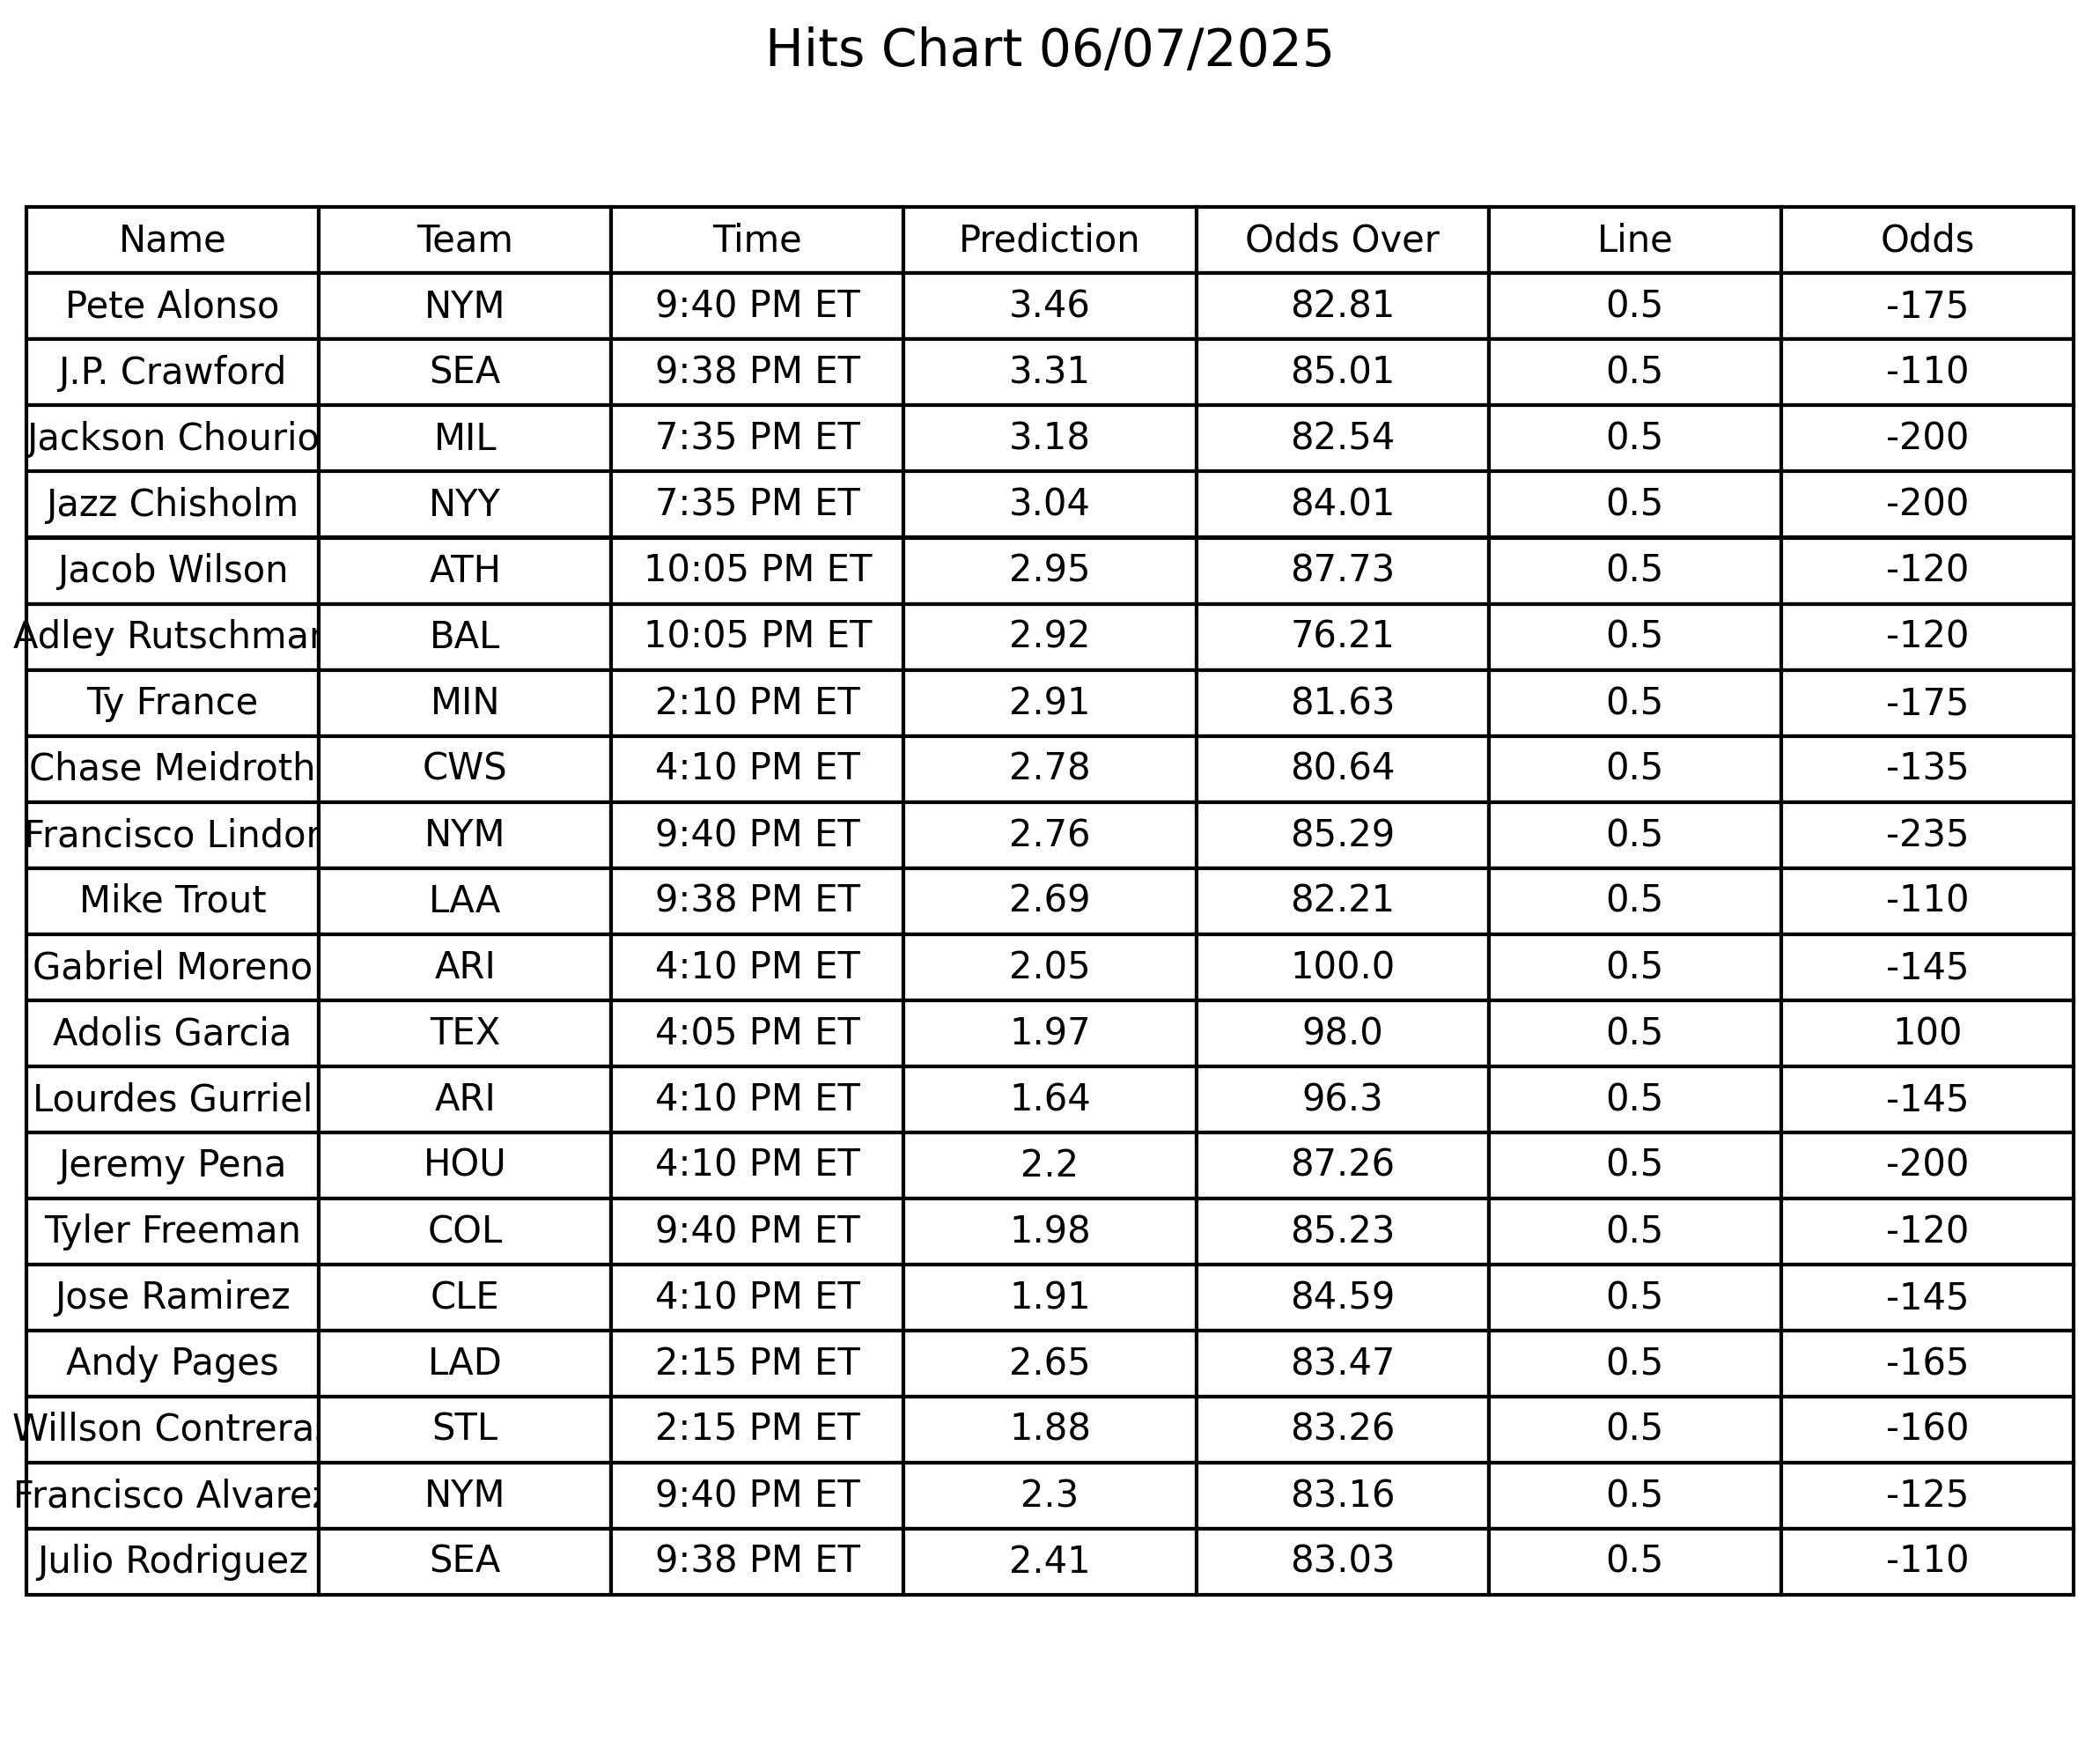 Hits Chart 06/07/2025
Name Team Time Prediction Odds Over Line Odds
Pete Alonso NYM 9:40 PM ET 3.46 82.81 0.5 -175
J.P. Crawford SEA 9:38 PM ET 3.31 85.01 0.5 -110
Jackson Chourio MIL 7:35 PM ET 3.18 82.54 0.5 -200
Jazz Chisholm NYY 7:35 PM ET 3.04 84.01 0.5 -200
Jacob Wilson ATH 10:05 PM ET 2.95 87.73 0.5 -120
Adley Rutschman BAL 10:05 PM ET 2.92 76.21 0.5 -120
Ty France MIN 2:10 PM ET 2.91 81.63 0.5 -175
Chase Meidroth CWS 4:10 PM ET 2.78 80.64 0.5 -135
Francisco Lindor NYM 9:40 PM ET 2.76 85.29 0.5 -235
Mike Trout LAA 9:38 PM ET 2.69 82.21 0.5 -110
Gabriel Moreno ARI 4:10 PM ET 2.05 100.0 0.5 -145
Adolis Garcia TEX 4:05 PM ET 1.97 98.0 0.5 100
Lourdes Gurriel ARI 4:10 PM ET 1.64 96.3 0.5 -145
Jeremy Pena HOU 4:10 PM ET 2.2 87.26 0.5 -200
Tyler Freeman COL 9:40 PM ET 1.98 85.23 0.5 -120
Jose Ramirez CLE 4:10 PM ET 1.91 84.59 0.5 -145
Andy Pages LAD 2:15 PM ET 2.65 83.47 0.5 -165
Willson Contreras STL 2:15 PM ET 1.88 83.26 0.5 -160
Francisco Alvarez NYM 9:40 PM ET 2.3 83.16 0.5 -125
Julio Rodriguez SEA 9:38 PM ET 2.41 83.03 0.5 -110